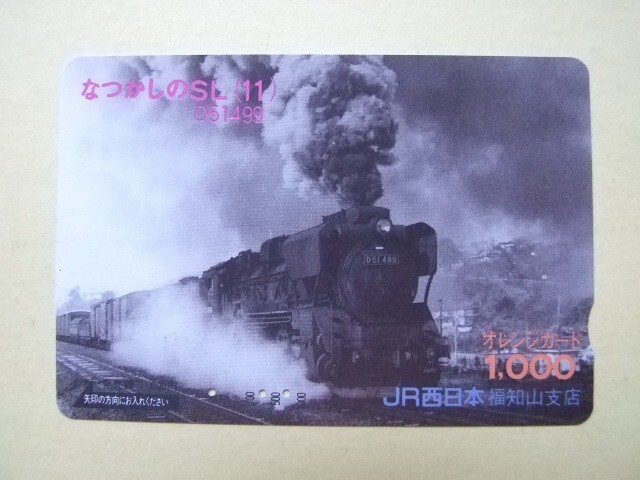 なつかしのSL(11)
D51499
D51 499
オレンジカード
1,000
JR西日本 福知山支店
矢印の方向にお入れください